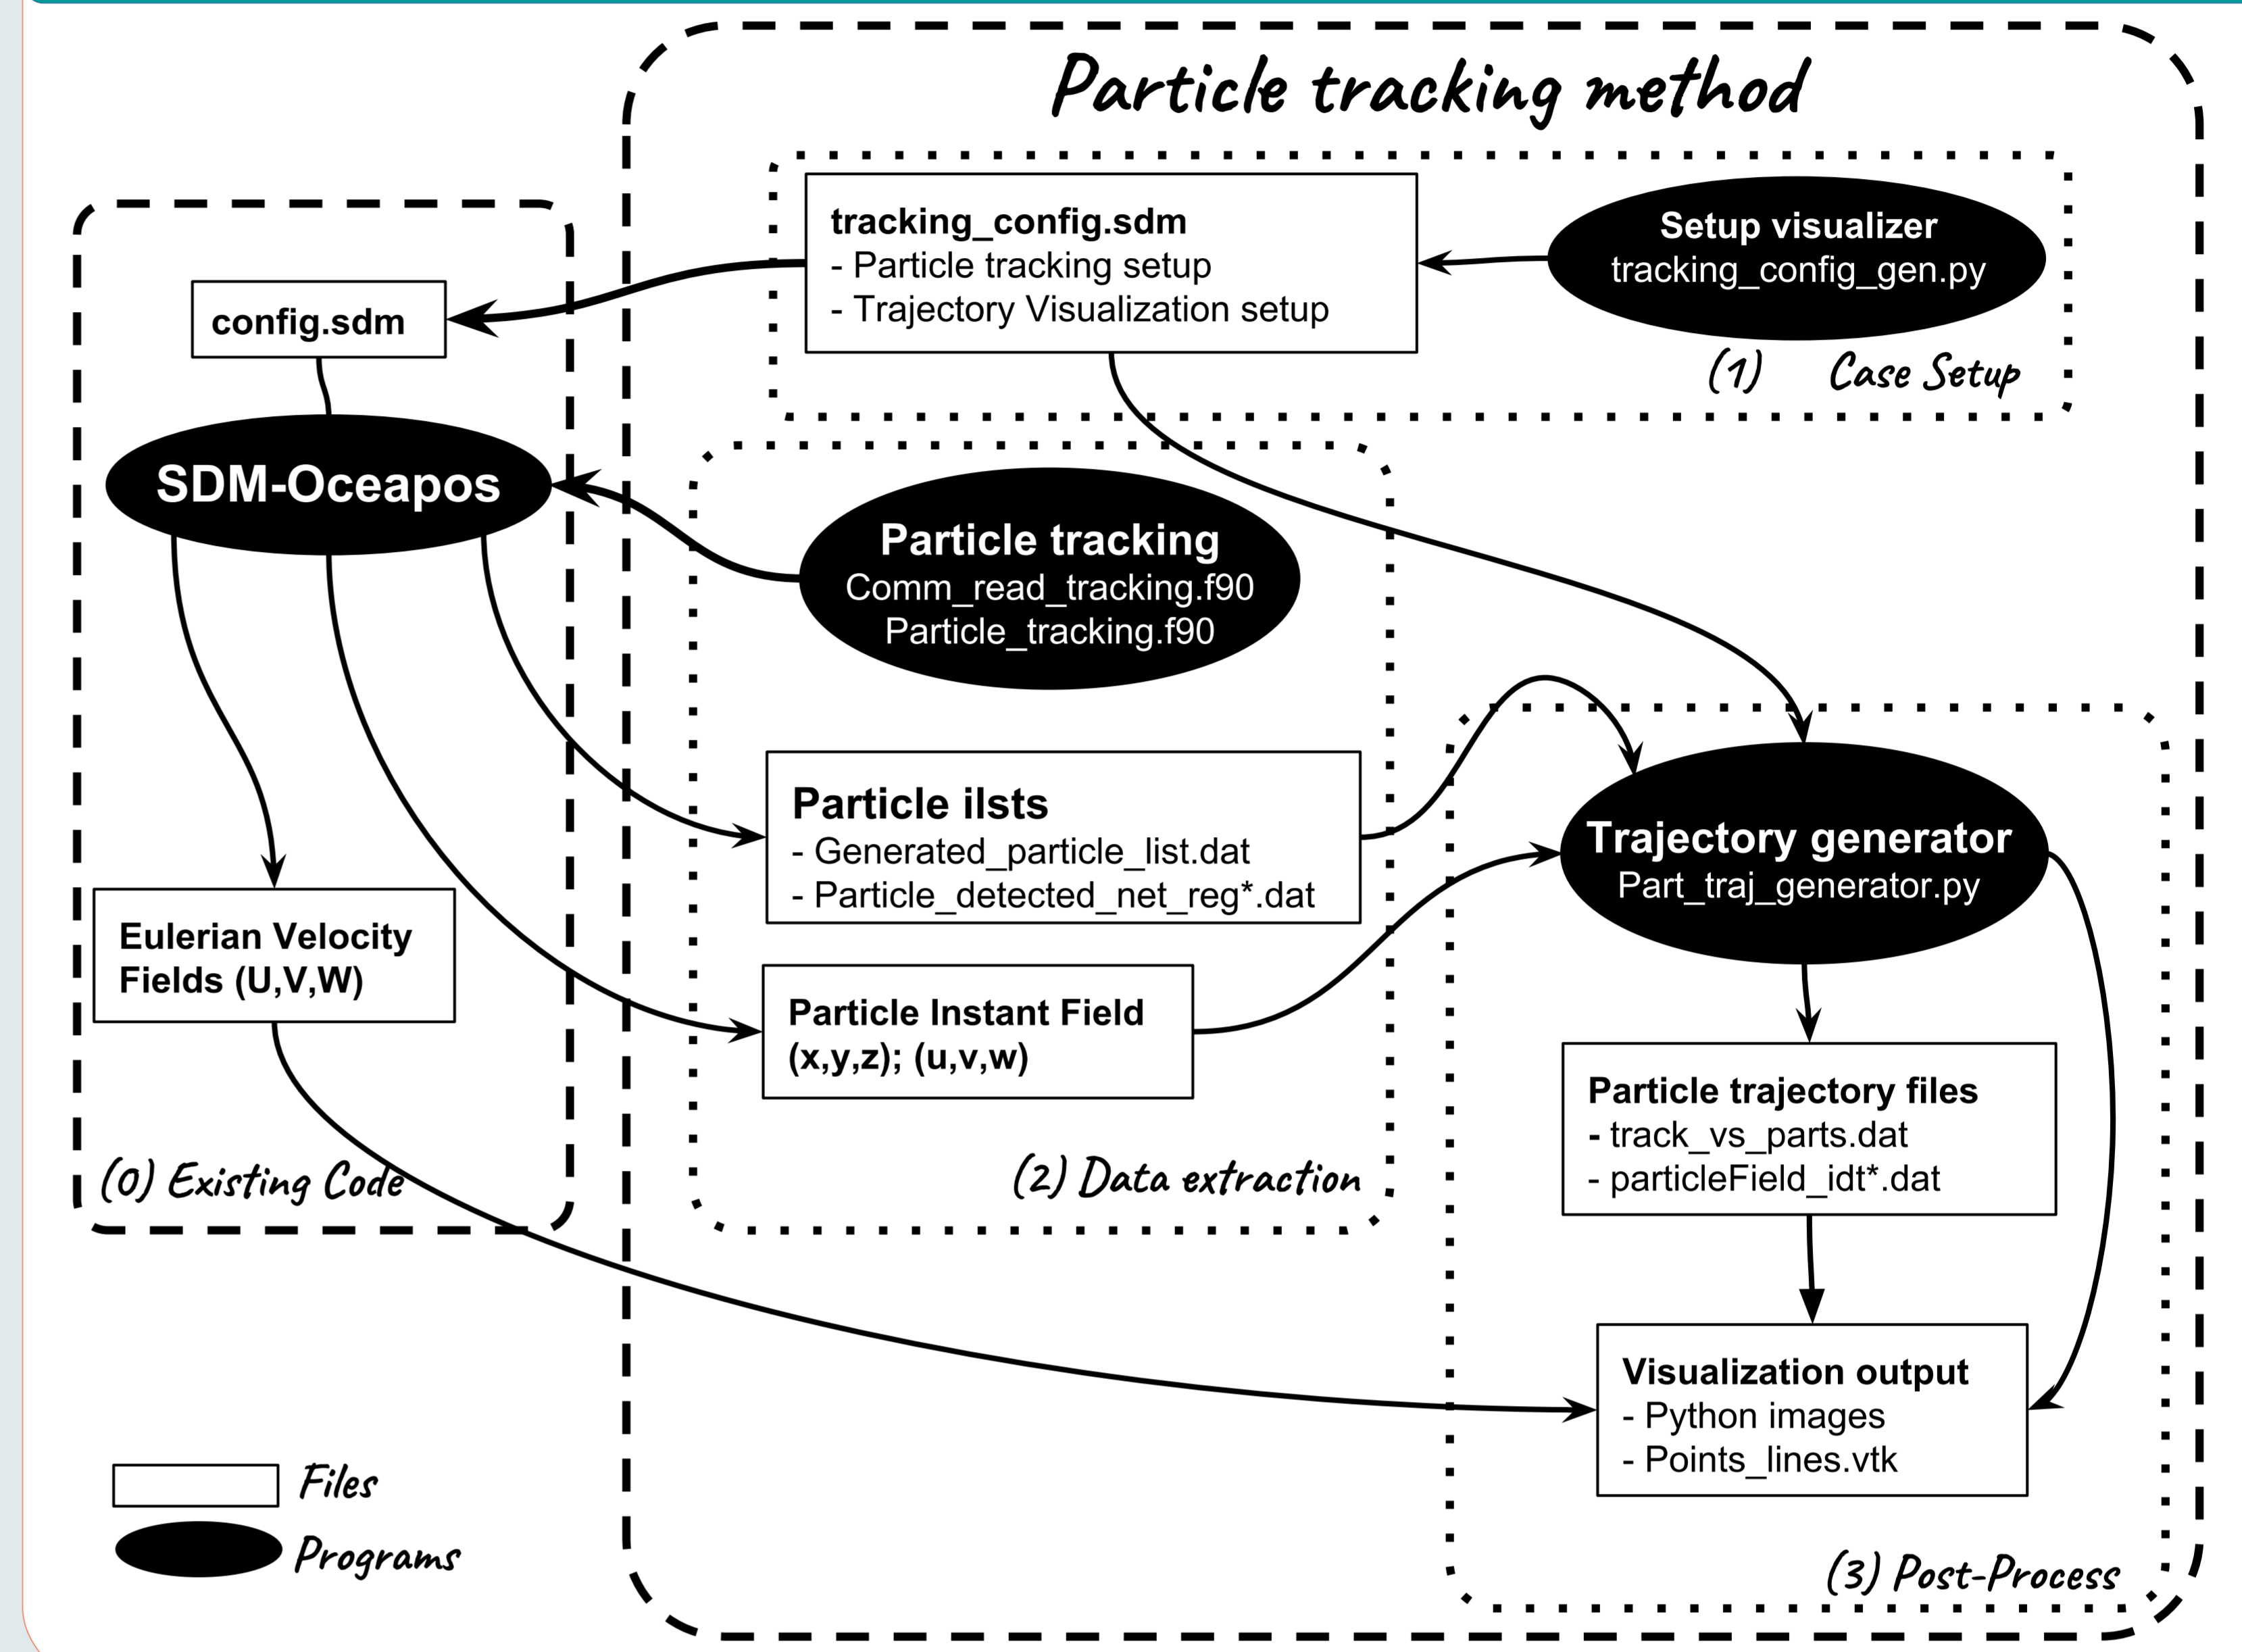 Particle tracking method
tracking_config.sdm
- Particle tracking setup
- Trajectory Visualization setup
Setup visualizer
tracking_config_gen.py
(1) Case Setup
config.sdm
SDM-Oceapos
Particle tracking
Comm_read_tracking.f90
Particle_tracking.f90
Particle ilsts
- Generated_particle_list.dat
- Particle_detected_net_reg*.dat
Trajectory generator
Part_traj_generator.py
Eulerian Velocity
Fields (U,V,W)
Particle Instant Field
(x,y,z); (u,v,w)
Particle trajectory files
- track_vs_parts.dat
- particleField_idt*.dat
(0) Existing Code
(2) Data extraction
Visualization output
- Python images
- Points_lines.vtk
(3) Post-Process
Files
Programs